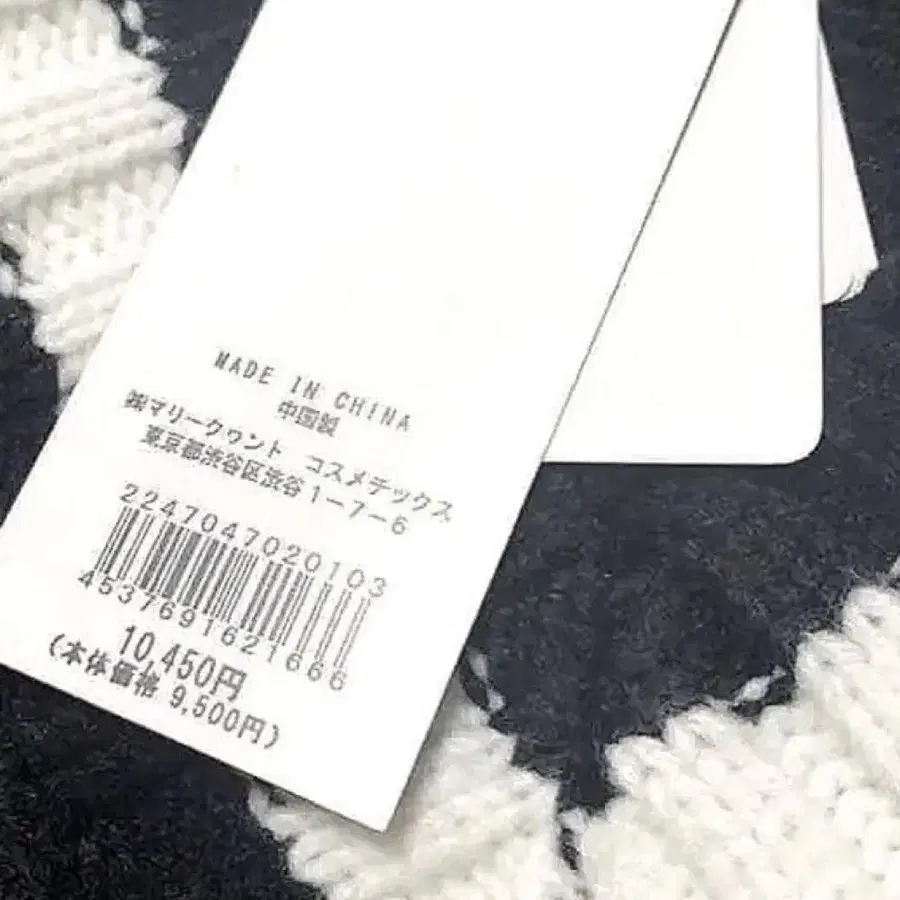 MADE IN CHINA
中国製
㈱マリークヮント コスメテックス
東京都渋谷区渋谷1-7-6
2247047020103
4537691621686
10,450円
(本体価格 9,500円)